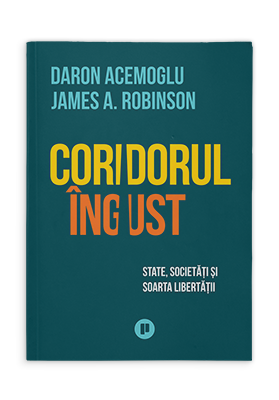 DARON ACEMOGLU
JAMES A. ROBINSON
CORIDORUL
ÎNGUST
STATE, SOCIETĂȚI ȘI
SOARTA LIBERTĂȚII
P